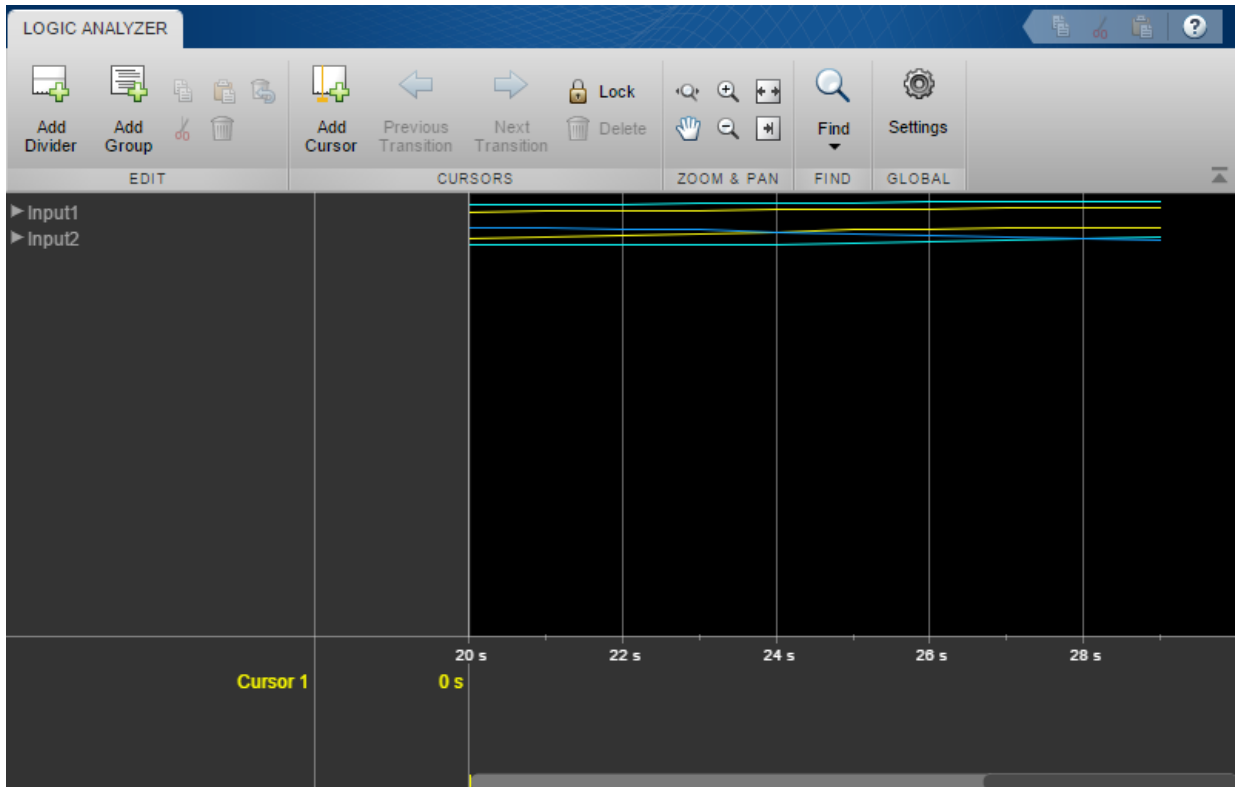 LOGIC ANALYZER
?
Add Divider
Add Group
Add Cursor
Previous Transition
Next Transition
Lock
Delete
Find
Settings
EDIT
CURSORS
ZOOM & PAN
FIND
GLOBAL
Input1
Input2
20 s 22 s 24 s 26 s 28 s
Cursor 1 0 s